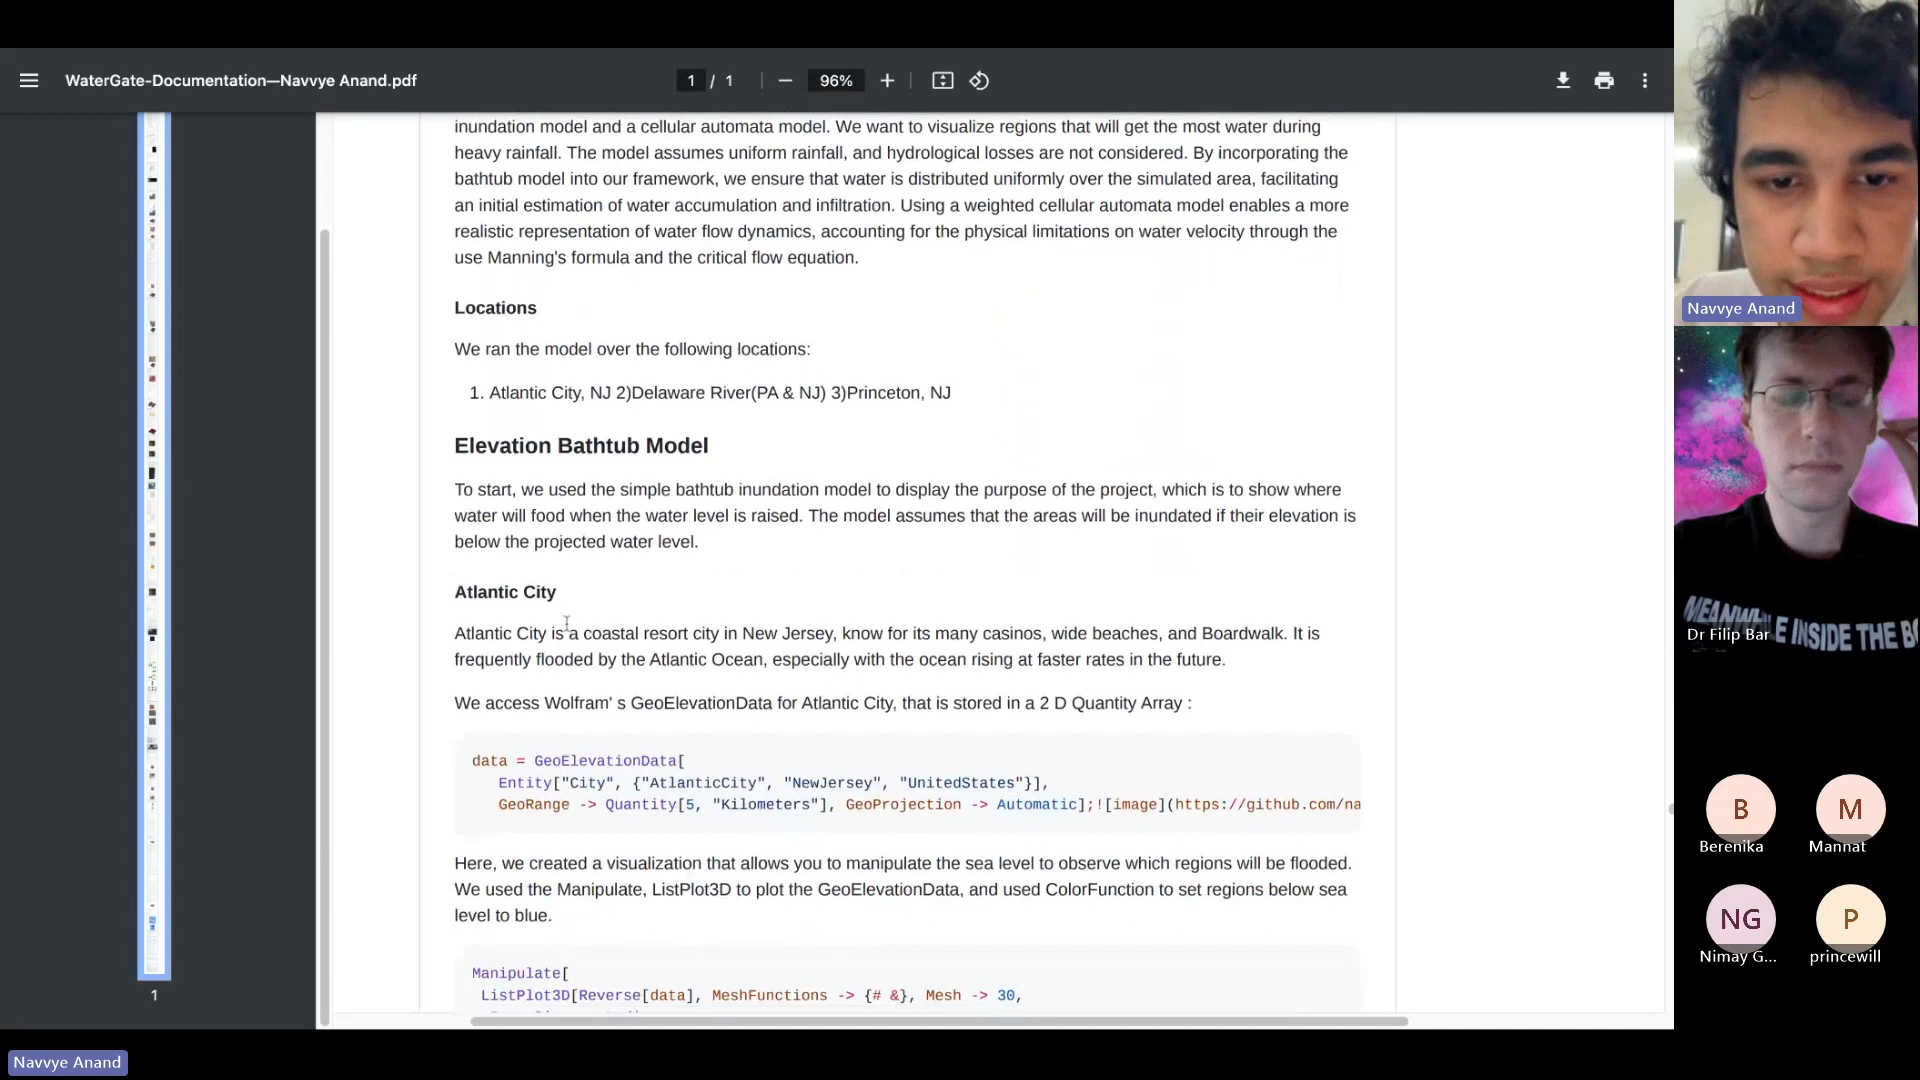 WaterGate-Documentation—Navvye Anand.pdf
1 / 1
96%
inundation model and a cellular automata model. We want to visualize regions that will get the most water during
heavy rainfall. The model assumes uniform rainfall, and hydrological losses are not considered. By incorporating the
bathtub model into our framework, we ensure that water is distributed uniformly over the simulated area, facilitating
an initial estimation of water accumulation and infiltration. Using a weighted cellular automata model enables a more
realistic representation of water flow dynamics, accounting for the physical limitations on water velocity through the
use Manning's formula and the critical flow equation.
Locations
We ran the model over the following locations:
1. Atlantic City, NJ 2)Delaware River(PA & NJ) 3)Princeton, NJ
Elevation Bathtub Model
To start, we used the simple bathtub inundation model to display the purpose of the project, which is to show where
water will food when the water level is raised. The model assumes that the areas will be inundated if their elevation is
below the projected water level.
Atlantic City
Atlantic City is a coastal resort city in New Jersey, know for its many casinos, wide beaches, and Boardwalk. It is
frequently flooded by the Atlantic Ocean, especially with the ocean rising at faster rates in the future.
We access Wolfram' s GeoElevationData for Atlantic City, that is stored in a 2 D Quantity Array :
data = GeoElevationData[
Entity["City", {"AtlanticCity", "NewJersey", "UnitedStates"}],
GeoRange -> Quantity[5, "Kilometers"], GeoProjection -> Automatic];![image](https://github.com/na
Here, we created a visualization that allows you to manipulate the sea level to observe which regions will be flooded.
We used the Manipulate, ListPlot3D to plot the GeoElevationData, and used ColorFunction to set regions below sea
level to blue.
Manipulate[
ListPlot3D[Reverse[data], MeshFunctions -> {# &}, Mesh -> 30,
1
Navvye Anand
Navvye Anand
MEANWHILE INSIDE THE BO
Dr Filip Bar
B
Berenika
M
Mannat
NG
Nimay G...
P
princewill